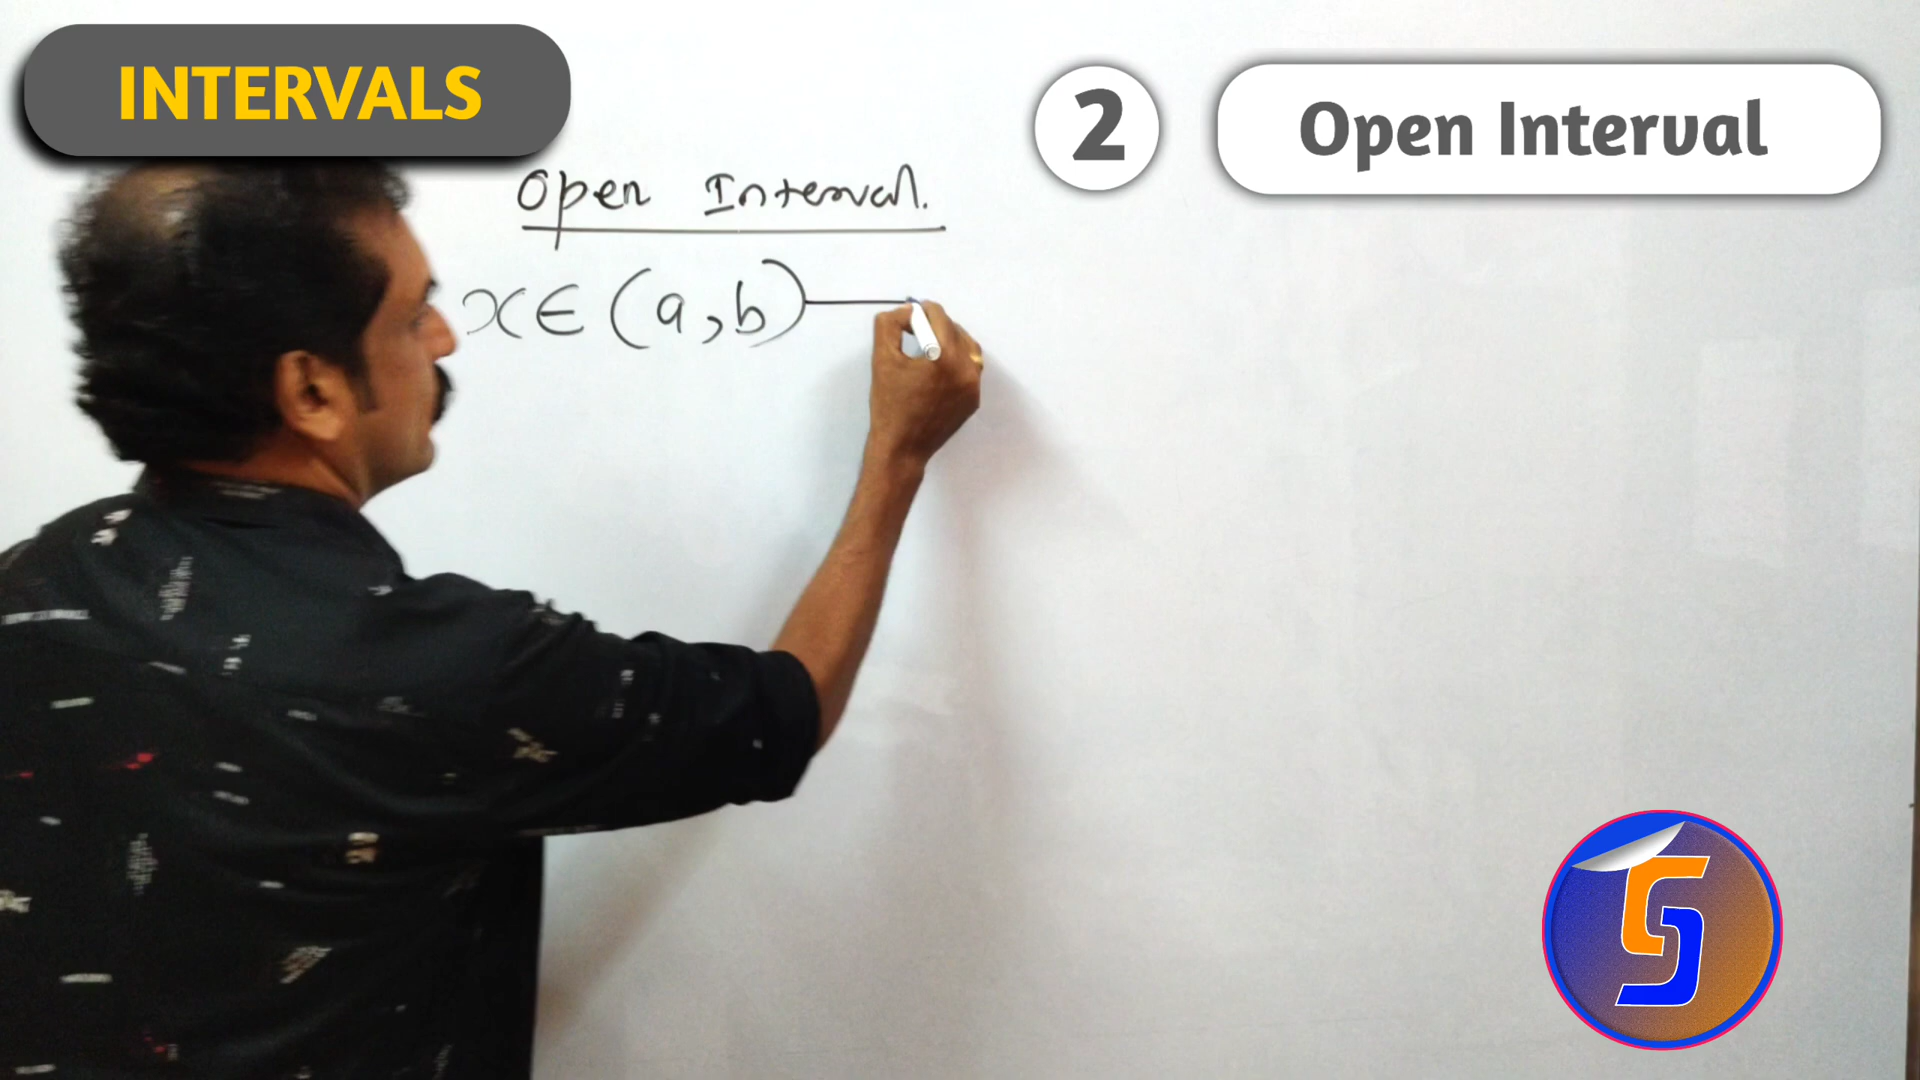 INTERVALS
2 Open Interval
Open Interval.
x∈(a,b)